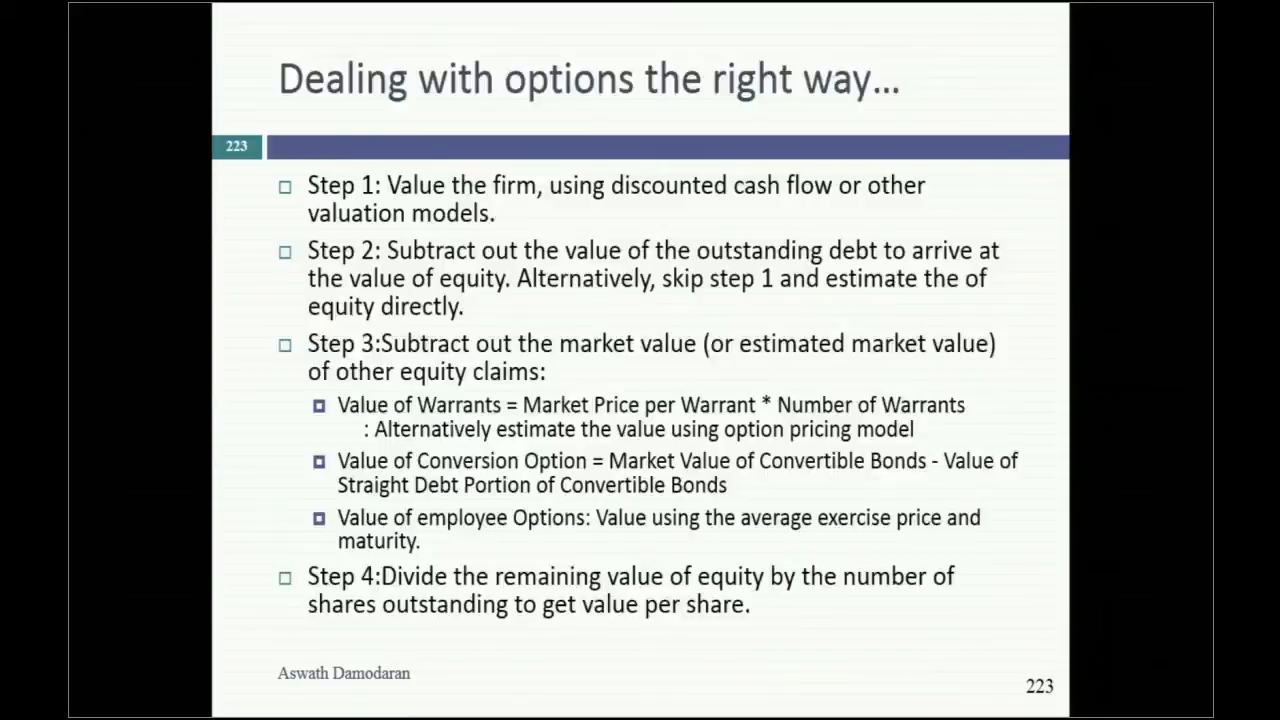 Dealing with options the right way...
223
Step 1: Value the firm, using discounted cash flow or other
valuation models.
Step 2: Subtract out the value of the outstanding debt to arrive at
the value of equity. Alternatively, skip step 1 and estimate the of
equity directly.
Step 3:Subtract out the market value (or estimated market value)
of other equity claims:
Value of Warrants = Market Price per Warrant * Number of Warrants
: Alternatively estimate the value using option pricing model
Value of Conversion Option = Market Value of Convertible Bonds - Value of
Straight Debt Portion of Convertible Bonds
Value of employee Options: Value using the average exercise price and
maturity.
Step 4:Divide the remaining value of equity by the number of
shares outstanding to get value per share.
Aswath Damodaran
223